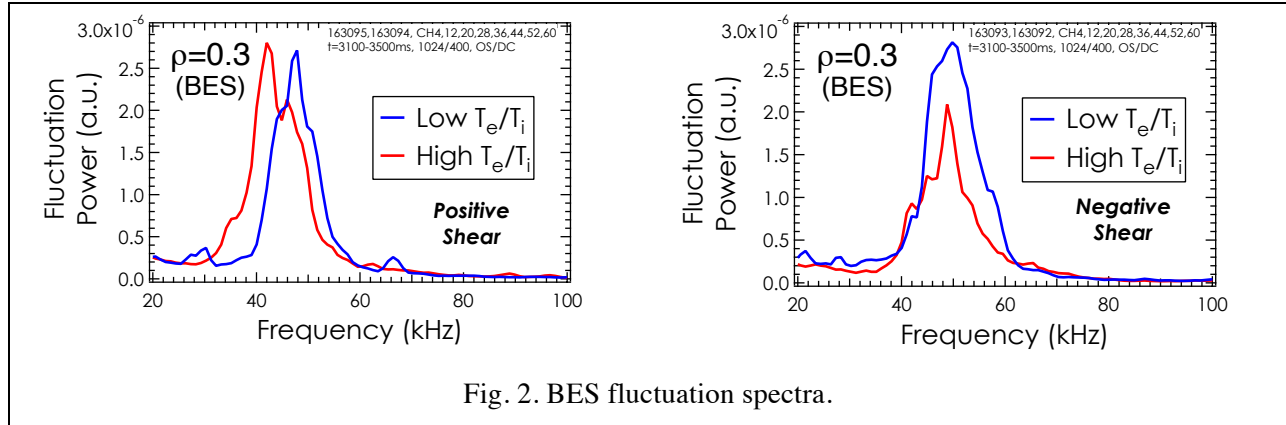 3.0x10⁻⁶
2.5
2.0
1.5
1.0
0.5
0.0
Fluctuation
Power (a.u.)
163095,163094, CH4,12,20,28,36,44,52,60
t=3100-3500ms, 1024/400, OS/DC
ρ=0.3
(BES)
Low Te/Ti
High Te/Ti
Positive
Shear
20 40 60 80 100
Frequency (kHz)
3.0x10⁻⁶
2.5
2.0
1.5
1.0
0.5
0.0
Fluctuation
Power (a.u.)
163093,163092, CH4,12,20,28,36,44,52,60
t=3100-3500ms, 1024/400, OS/DC
ρ=0.3
(BES)
Low Te/Ti
High Te/Ti
Negative
Shear
20 40 60 80 100
Frequency (kHz)
Fig. 2. BES fluctuation spectra.